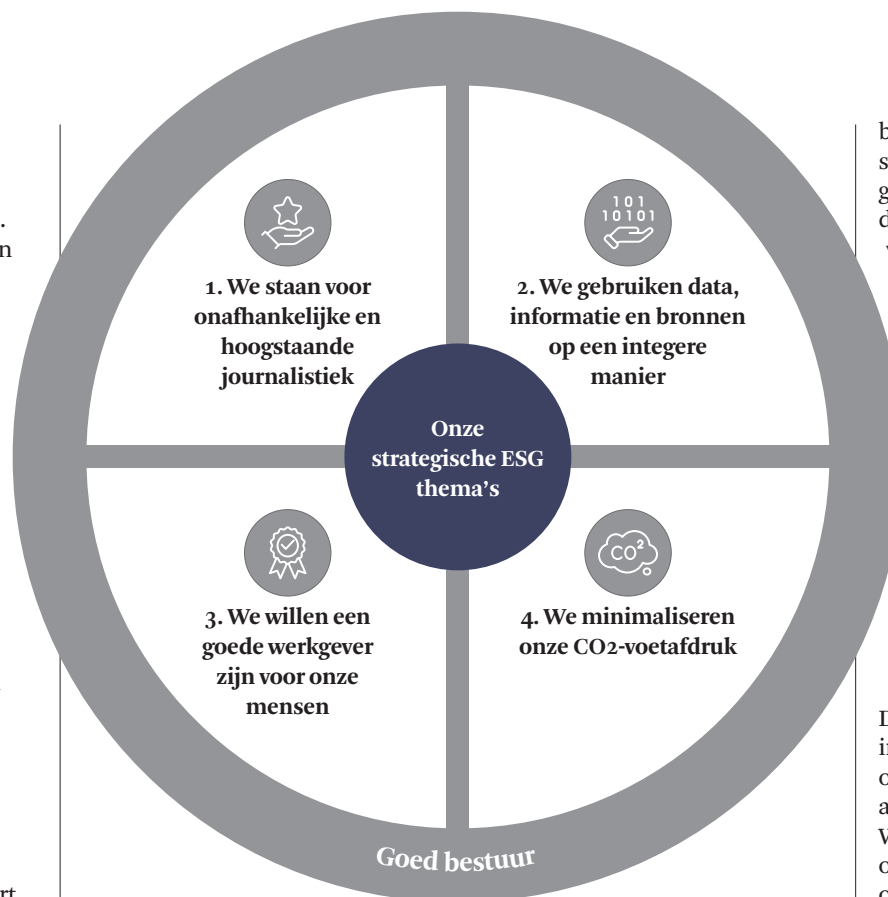 101
10101
1. We staan voor
onafhankelijke en
hoogstaande
journalistiek
2. We gebruiken data,
informatie en bronnen
op een integere
manier
Onze
strategische ESG
thema's
CO²
3. We willen een
goede werkgever
zijn voor onze
mensen
4. We minimaliseren
onze CO2-voetafdruk
Goed bestuur